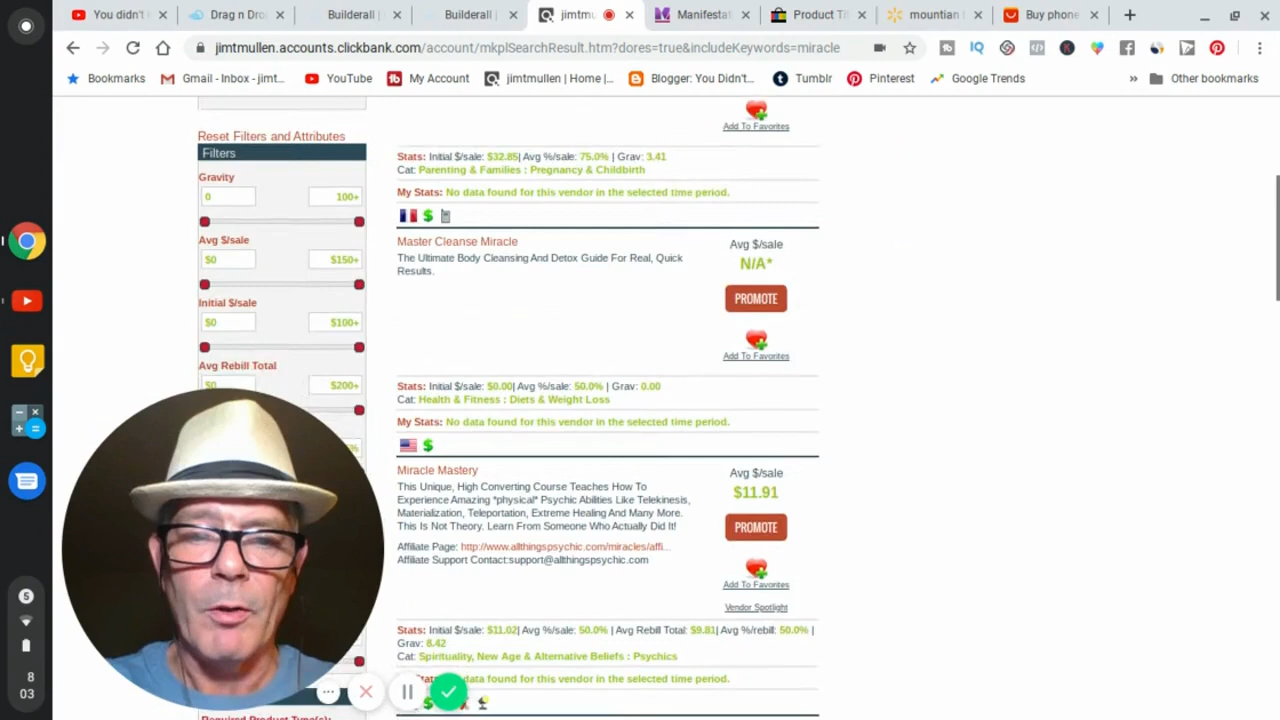 You didn't
Drag n Dro
Builderall |
Builderall |
jimtm
Manifestat
Product Tit
mountian
Buy phone
jimtmullen.accounts.clickbank.com/account/mkplSearchResult.htm?dores=true&includeKeywords=miracle
Bookmarks
Gmail - Inbox - jimt...
YouTube
My Account
jimtmullen | Home |...
Blogger: You Didn't...
Tumblr
Pinterest
Google Trends
»
Other bookmarks
Add To Favorites
Reset Filters and Attributes
Filters
Gravity
0
100+
Avg $/sale
$0
$150+
Initial $/sale
$0
$100+
Avg Rebill Total
$0
$200+
Stats: Initial $/sale: $32.85| Avg %/sale: 75.0% | Grav: 3.41
Cat: Parenting & Families : Pregnancy & Childbirth
My Stats: No data found for this vendor in the selected time period.
Master Cleanse Miracle
The Ultimate Body Cleansing And Detox Guide For Real, Quick
Results.
Avg $/sale
N/A*
PROMOTE
Add To Favorites
Stats: Initial $/sale: $0.00| Avg %/sale: 50.0% | Grav: 0.00
Cat: Health & Fitness : Diets & Weight Loss
My Stats: No data found for this vendor in the selected time period.
Miracle Mastery
This Unique, High Converting Course Teaches How To
Experience Amazing *physical* Psychic Abilities Like Telekinesis,
Materialization, Teleportation, Extreme Healing And Many More.
This Is Not Theory. Learn From Someone Who Actually Did It!
Affiliate Page: http://www.allthingspsychic.com/miracles/affi...
Affiliate Support Contact:support@allthingspsychic.com
Avg $/sale
$11.91
PROMOTE
Add To Favorites
Vendor Spotlight
Stats: Initial $/sale: $11.02| Avg %/sale: 50.0% | Avg Rebill Total: $9.81| Avg %/rebill: 50.0% |
Grav: 8.42
Cat: Spirituality, New Age & Alternative Beliefs : Psychics
data found for this vendor in the selected time period.
Required Product Type(s):
5
8
03